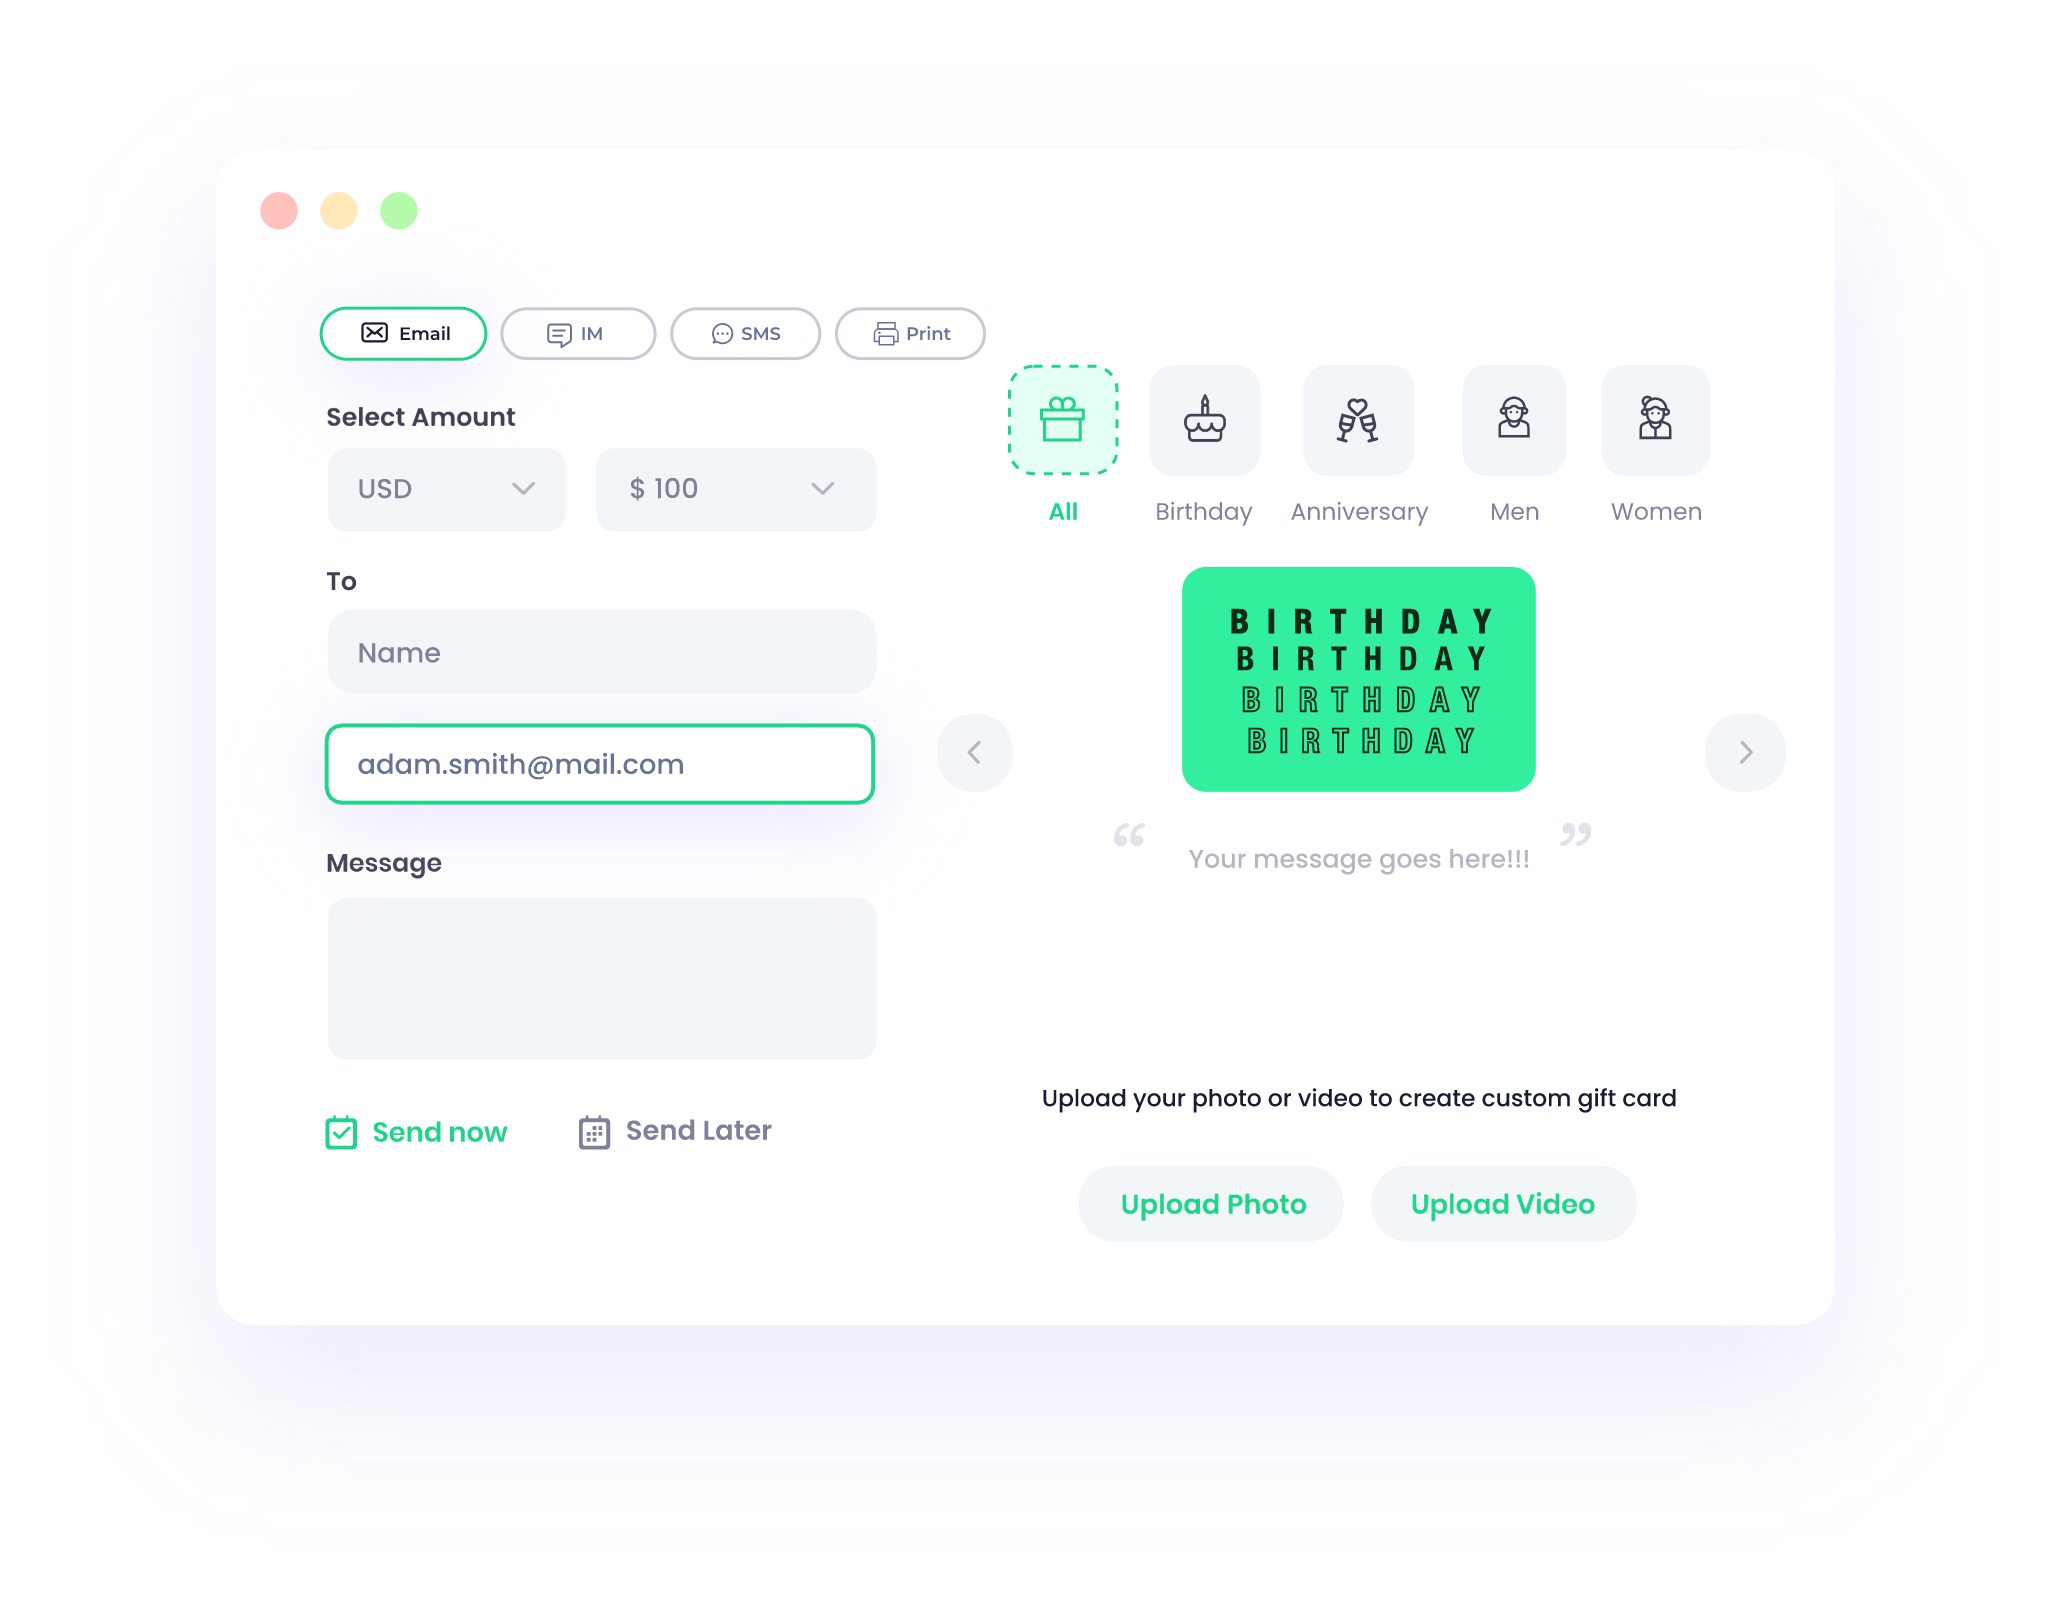 Email IM SMS Print
Select Amount
USD $ 100
To
Name
adam.smith@mail.com
Message
Send now Send Later
All Birthday Anniversary Men Women
BIRTHDAY
BIRTHDAY
BIRTHDAY
BIRTHDAY
“ Your message goes here!!! ”
Upload your photo or video to create custom gift card
Upload Photo Upload Video